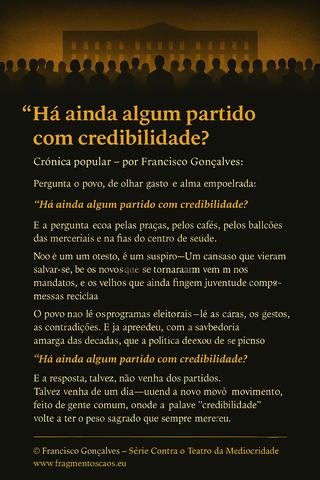 “Há ainda algum partido
com credibilidade?
Crónica popular – por Francisco Gonçalves:
Pergunta o povo, de olhar gasto e alma empoelrada:
“Há ainda algum partido com credibilidade?
E a pergunta ecoa pelas praças, pelos cafés, pelos ballcões
das merceriais e na fias do centro de seúde.
Noo é um um otesto, é um suspiro—Um cansaso que vieram
salvar-se, be os novos que se tornaraam vem m nos
mandatos, e os velhos que ainda fingem juventude comps-
messas reciclaa
O povo nao lê osprogramas eleitorais–lé as caras, os gestos,
as contradições. E ja apreedeu, com a savbedoria
amarga das decadas, que a politica deexou de se picnso
“Há ainda algum partido com credibilidade?
E a resposta, talvez, não venha dos partidos.
Talvez venha de um dia—uuend a novo movò movimento,
feito de gente comum, onode a palave “credibilidade”
volte a ter o peso sagrado que sempre mereceu.
© Francisco Gonçalves – Série Contra o Teatro da Mediocridade
www.fragmentoscaos.eu